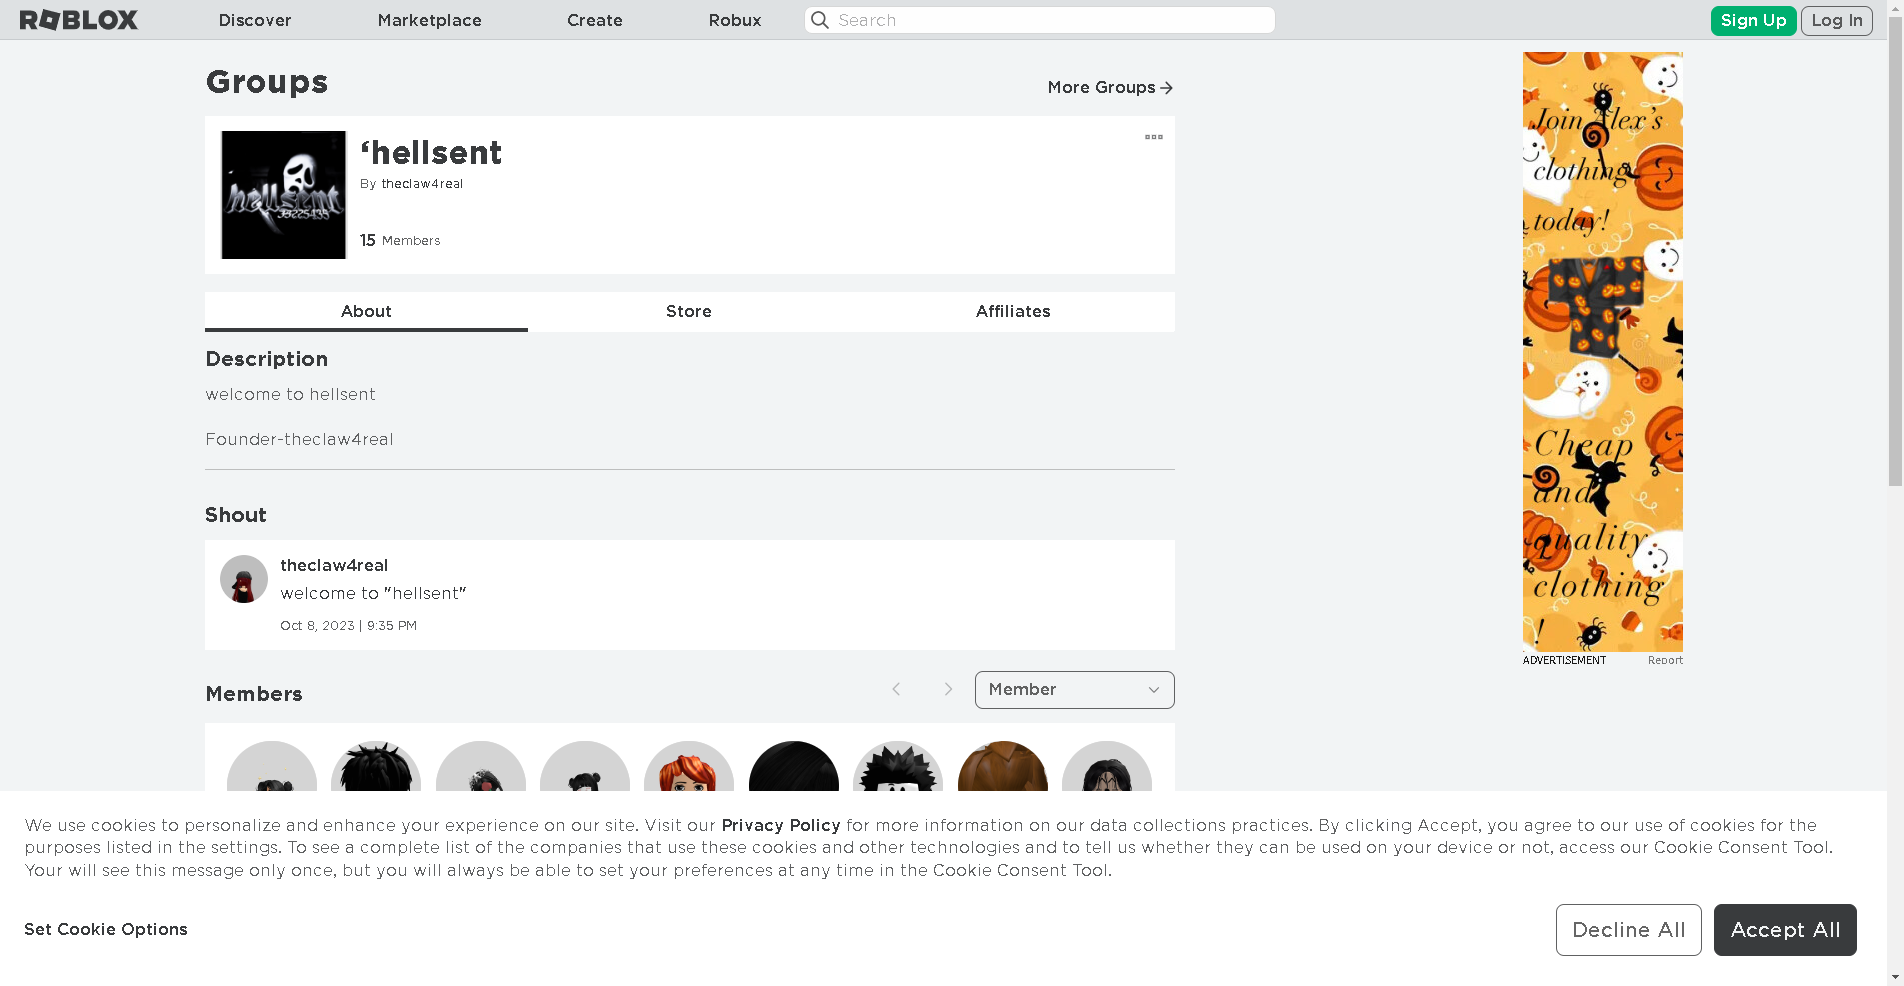 ROBLOX
Discover
Marketplace
Create
Robux
Search
Sign Up
Log In
Groups
More Groups
hellsent
38225435
‘hellsent
By theclaw4real
15 Members
About
Store
Affiliates
Description
welcome to hellsent
Founder-theclaw4real
Shout
theclaw4real
welcome to "hellsent"
Oct 8, 2023 | 9:35 PM
Members
Member
Join Alex's
clothing
today!
Cheap
and
quality
clothing
!
ADVERTISEMENT
Report
We use cookies to personalize and enhance your experience on our site. Visit our Privacy Policy for more information on our data collections practices. By clicking Accept, you agree to our use of cookies for the
purposes listed in the settings. To see a complete list of the companies that use these cookies and other technologies and to tell us whether they can be used on your device or not, access our Cookie Consent Tool.
Your will see this message only once, but you will always be able to set your preferences at any time in the Cookie Consent Tool.
Set Cookie Options
Decline All
Accept All